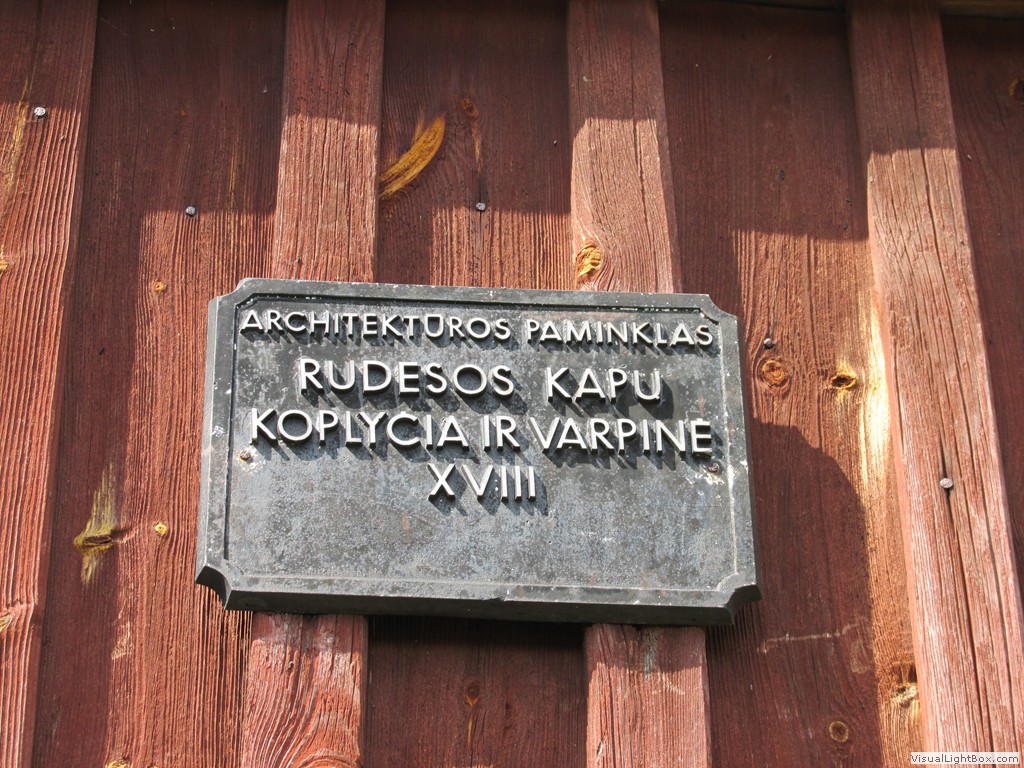 ARCHITEKTŪROS PAMINKLAS
RUDESOS KAPŲ
KOPLYČIA IR VARPINĖ
XVIII
VisualLightBox.com